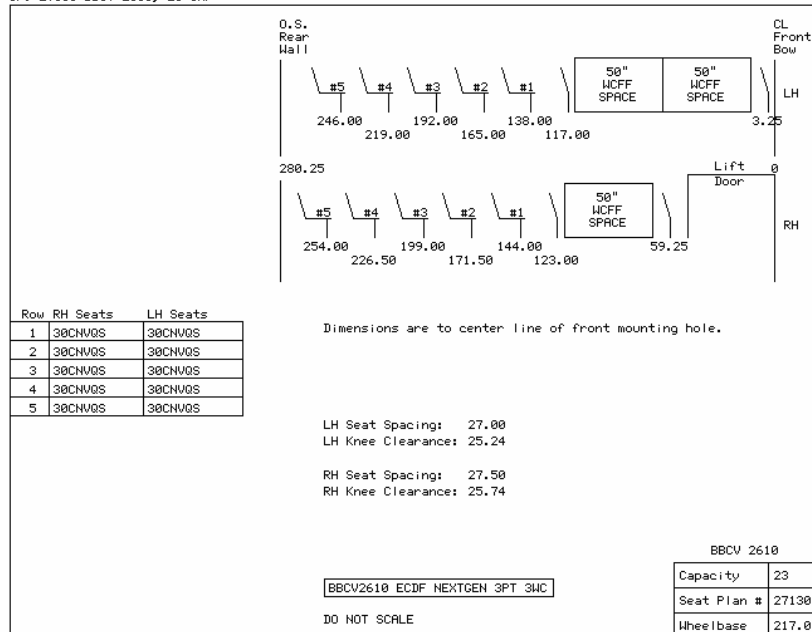 O.S.
Rear
Wall
CL
Front
Bow
#5 #4 #3 #2 #1
50"
WCFF
SPACE
50"
WCFF
SPACE
LH
246.00 192.00 138.00 3.25
219.00 165.00 117.00
280.25 Lift 0
Door
#5 #4 #3 #2 #1
50"
WCFF
SPACE
RH
254.00 199.00 144.00 59.25
226.50 171.50 123.00
Row RH Seats LH Seats
1 30CNVQS 30CNVQS
2 30CNVQS 30CNVQS
3 30CNVQS 30CNVQS
4 30CNVQS 30CNVQS
5 30CNVQS 30CNVQS
Dimensions are to center line of front mounting hole.
LH Seat Spacing: 27.00
LH Knee Clearance: 25.24
RH Seat Spacing: 27.50
RH Knee Clearance: 25.74
BBCV2610 ECDF NEXTGEN 3PT 3WC
DO NOT SCALE
BBCV 2610
Capacity 23
Seat Plan # 27130
Wheelbase 217.0